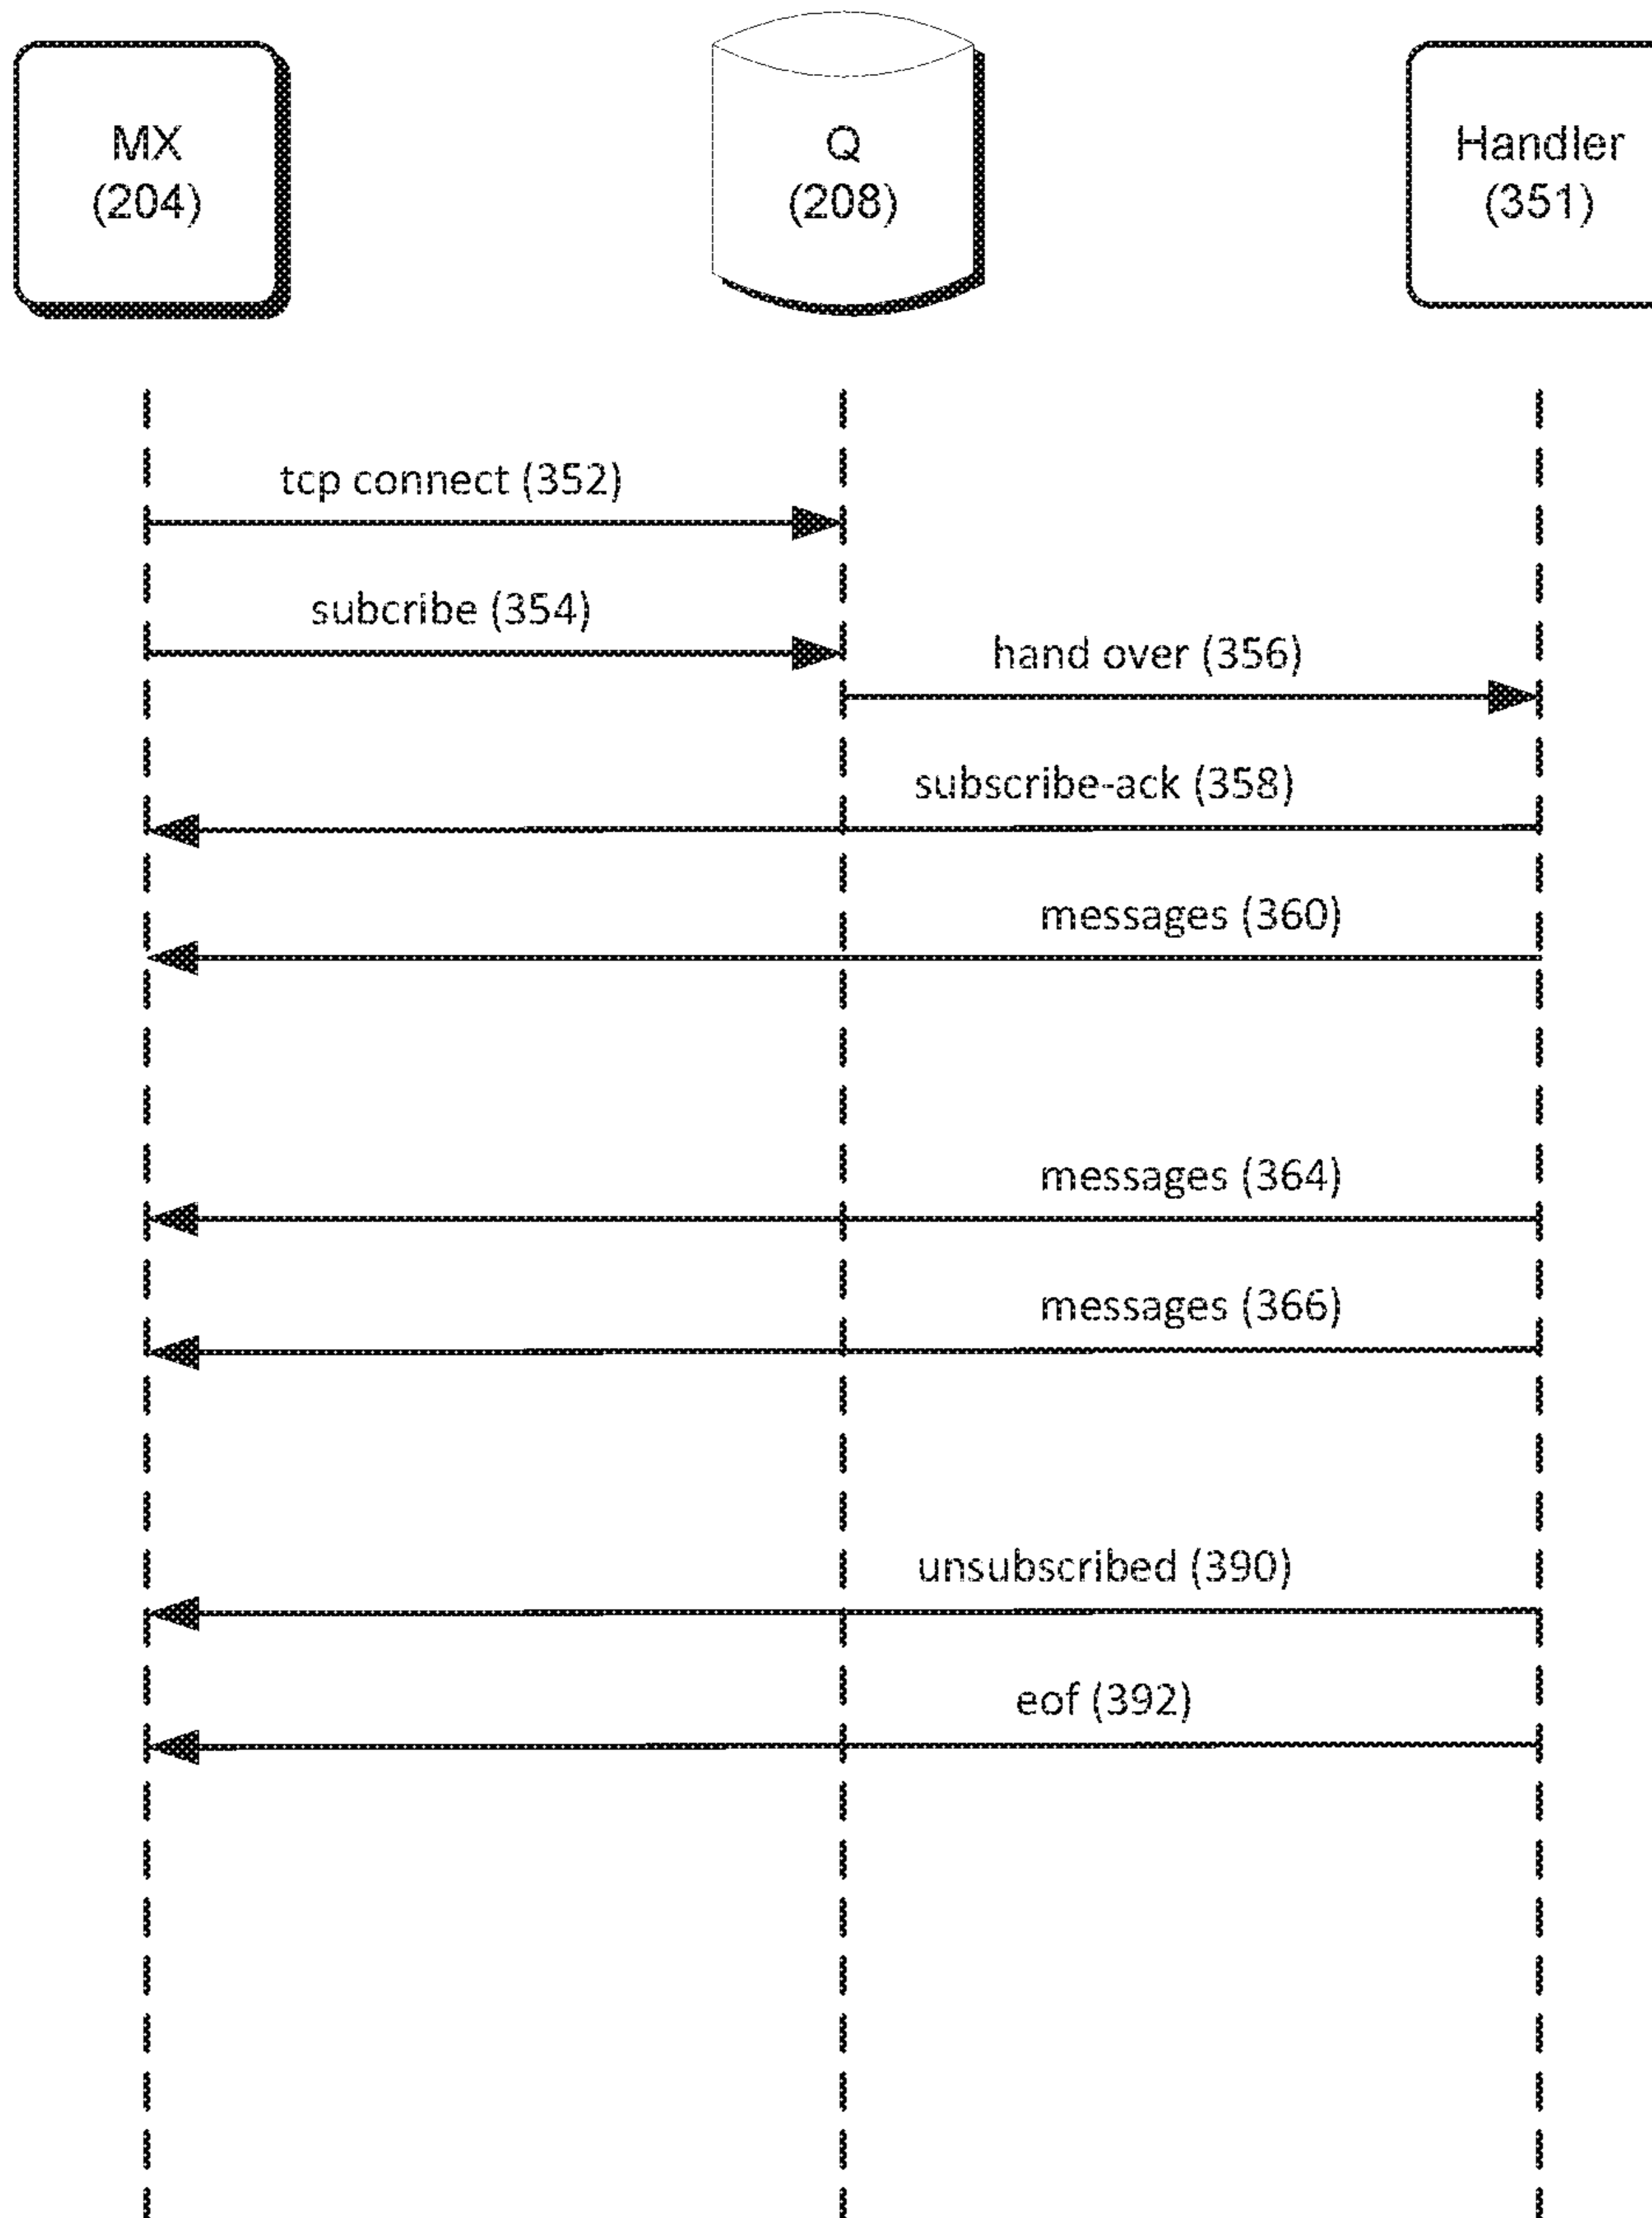 MX
(204)
Q
(208)
Handler
(351)
tcp connect (352)
subcribe (354)
hand over (356)
subscribe-ack (358)
messages (360)
messages (364)
messages (366)
unsubscribed (390)
eof (392)